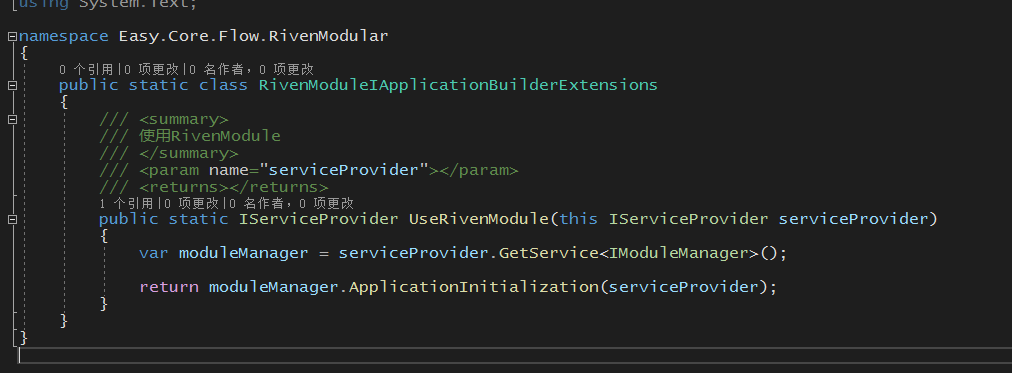 using System.Text;
namespace Easy.Core.Flow.RivenModular
{
0 个引用|0 项更改|0 名作者，0 项更改
public static class RivenModuleIApplicationBuilderExtensions
{
/// <summary>
/// 使用RivenModule
/// </summary>
/// <param name="serviceProvider"></param>
/// <returns></returns>
1 个引用|0 项更改|0 名作者，0 项更改
public static IServiceProvider UseRivenModule(this IServiceProvider serviceProvider)
{
var moduleManager = serviceProvider.GetService<IModuleManager>();
return moduleManager.ApplicationInitialization(serviceProvider);
}
}
}